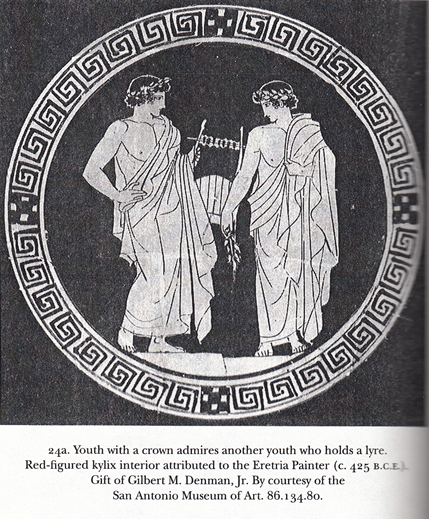 24a. Youth with a crown admires another youth who holds a lyre.
Red-figured kylix interior attributed to the Eretria Painter (c. 425 B.C.E.).
Gift of Gilbert M. Denman, Jr. By courtesy of the
San Antonio Museum of Art. 86.134.80.